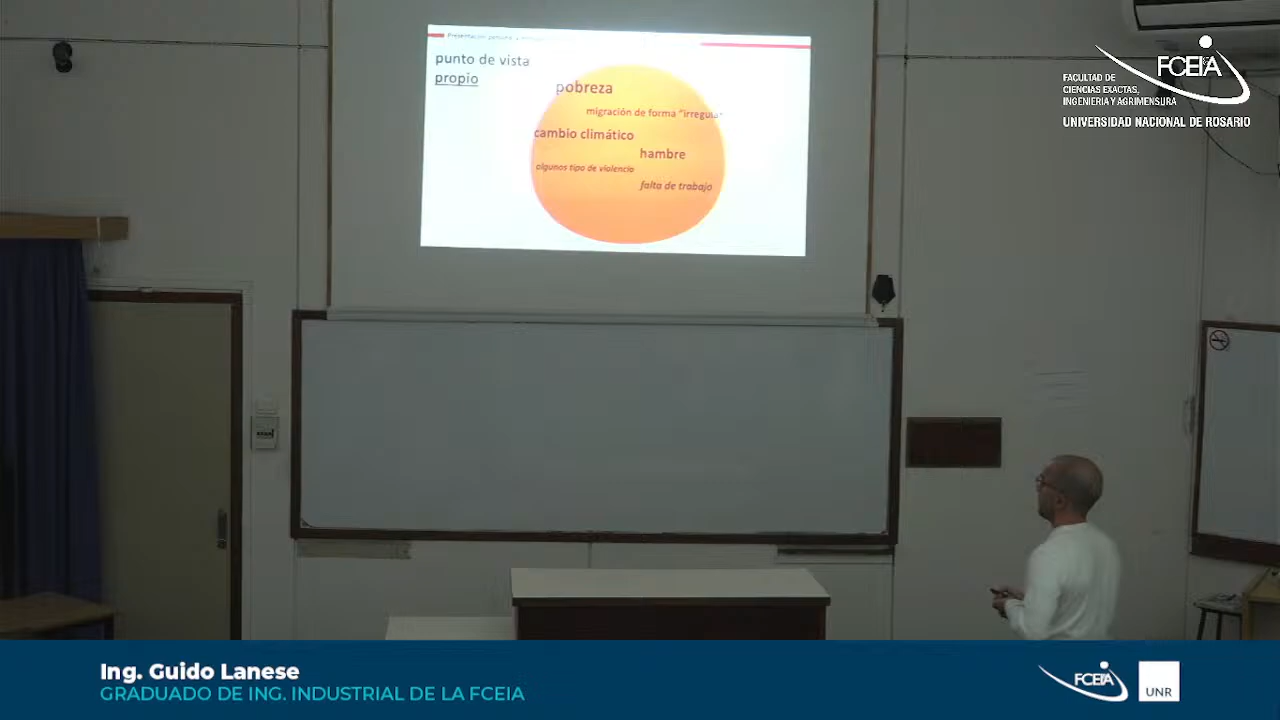 Presentación personal
punto de vista
propio
pobreza
migración de forma "irregular"
cambio climático
hambre
algunos tipo de violencia
falta de trabajo
FCEIA
FACULTAD DE
CIENCIAS EXACTAS,
INGENIERÍA Y AGRIMENSURA
UNIVERSIDAD NACIONAL DE ROSARIO
Ing. Guido Lanese
GRADUADO DE ING. INDUSTRIAL DE LA FCEIA
FCEIA
UNR